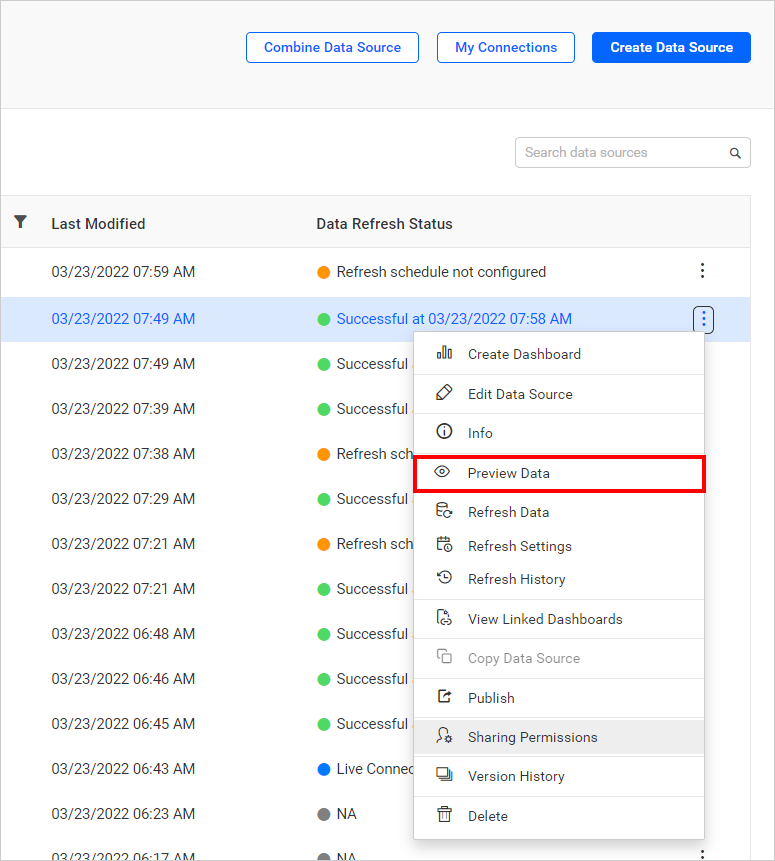 Combine Data Source My Connections Create Data Source
Search data sources
Last Modified Data Refresh Status
03/23/2022 07:59 AM Refresh schedule not configured
03/23/2022 07:49 AM Successful at 03/23/2022 07:58 AM
03/23/2022 07:49 AM Successful
03/23/2022 07:39 AM Successful
03/23/2022 07:38 AM Refresh sch
03/23/2022 07:29 AM Successful
03/23/2022 07:21 AM Refresh sch
03/23/2022 07:21 AM Successful
03/23/2022 06:48 AM Successful
03/23/2022 06:46 AM Successful
03/23/2022 06:45 AM Successful
03/23/2022 06:43 AM Live Connec
03/23/2022 06:23 AM NA
03/23/2022 06:17 AM NA
Create Dashboard
Edit Data Source
Info
Preview Data
Refresh Data
Refresh Settings
Refresh History
View Linked Dashboards
Copy Data Source
Publish
Sharing Permissions
Version History
Delete